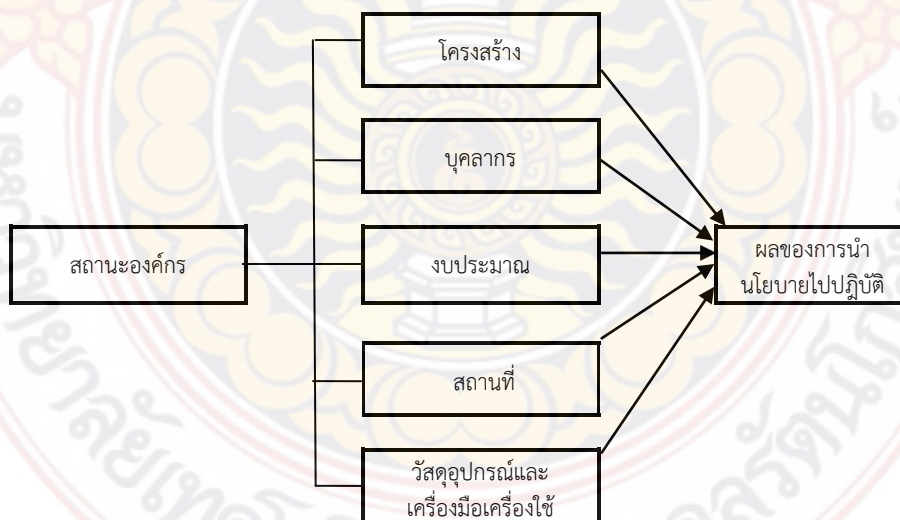 โครงสร้าง
บุคลากร
สถานะองค์กร
งบประมาณ
ผลของการนำ
นโยบายไปปฎิบัติ
สถานที่
วัสดุอุปกรณ์และ
เครื่องมือเครื่องใช้